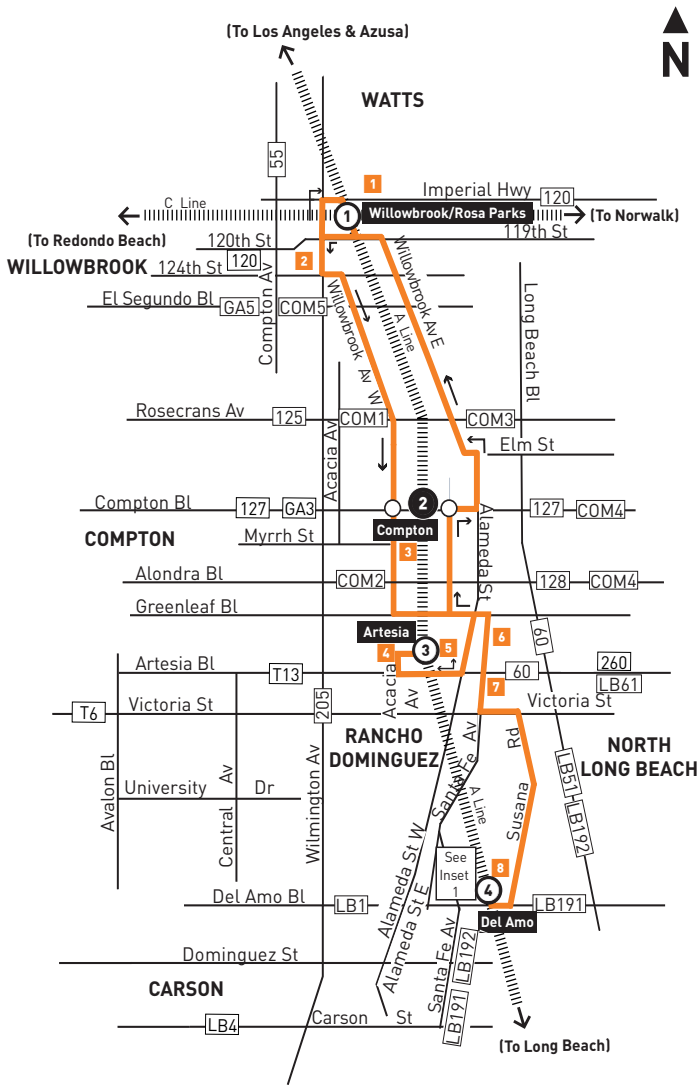 (To Los Angeles & Azusa)
N
WATTS
55
1
Imperial Hwy
120
C Line
1
Willowbrook/Rosa Parks
(To Norwalk)
(To Redondo Beach)
120th St
119th St
WILLOWBROOK
120
2
124th St
El Segundo Bl
GA5
COM5
Compton Av
Willowbrook Av W
A Line
Willowbrook Av E
Long Beach Bl
Rosecrans Av
125
COM1
COM3
Acacia Av
Elm St
Compton Bl
127
GA3
2
127
COM4
Compton
COMPTON
Myrrh St
3
Alameda St
Alondra Bl
COM2
128
COM4
Greenleaf Bl
Artesia
6
60
4
3
5
Artesia Bl
T13
60
260
LB61
Acacia Av
7
T6
Victoria St
205
Victoria St
RANCHO
DOMINGUEZ
Santa Fe Av
Rd
Susana
NORTH
LONG BEACH
LB51-LB192
University Dr
Avalon Bl
Central Av
Wilmington Av
A Line
See
Inset
1
8
4
Alameda St W
Alameda St E
Del Amo Bl
LB1
LB191
Del Amo
Santa Fe Av
LB192
LB191
Dominguez St
CARSON
LB4
Carson St
(To Long Beach)